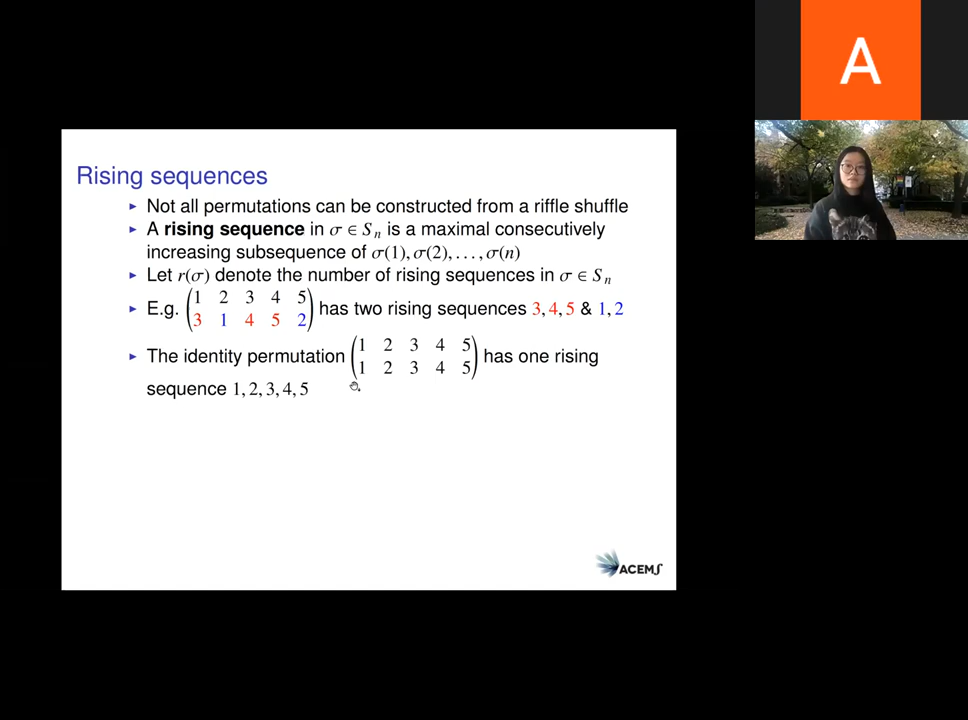 A
Rising sequences
▸ Not all permutations can be constructed from a riffle shuffle
▸ A rising sequence in σ ∈ Sₙ is a maximal consecutively
increasing subsequence of σ(1), σ(2), . . . , σ(n)
▸ Let r(σ) denote the number of rising sequences in σ ∈ Sₙ
1 2 3 4 5
▸ E.g. has two rising sequences 3, 4, 5 & 1, 2
3 1 4 5 2
1 2 3 4 5
▸ The identity permutation has one rising
1 2 3 4 5
sequence 1, 2, 3, 4, 5
ACEMS